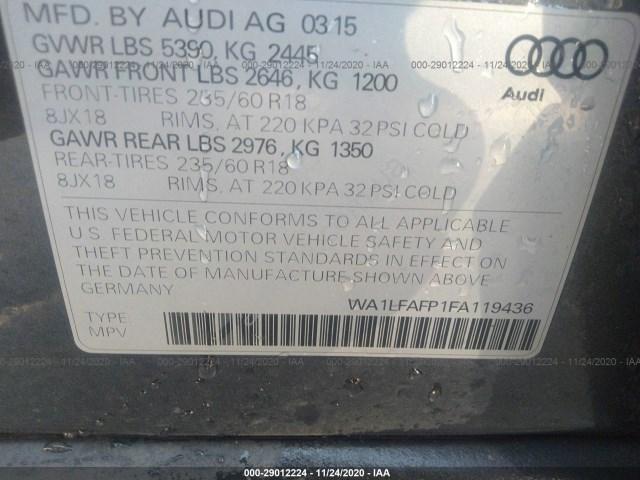 MFD. BY AUDI AG 03 15
GVWR LBS 5390, KG 2445
GAWR FRONT LBS 2646, KG 1200
FRONT-TIRES 235/60 R18
8JX18 RIMS, AT 220 KPA 32 PSI COLD
GAWR REAR LBS 2976, KG 1350
REAR-TIRES 235/60 R18
8JX18 RIMS, AT 220 KPA 32 PSI COLD
Audi
THIS VEHICLE CONFORMS TO ALL APPLICABLE
U.S. FEDERAL MOTOR VEHICLE SAFETY AND
THEFT PREVENTION STANDARDS IN EFFECT ON
THE DATE OF MANUFACTURE SHOWN ABOVE
GERMANY
WA1LFAFP1FA119436
TYPE
MPV
000-29012224 - 11/24/2020 - IAA